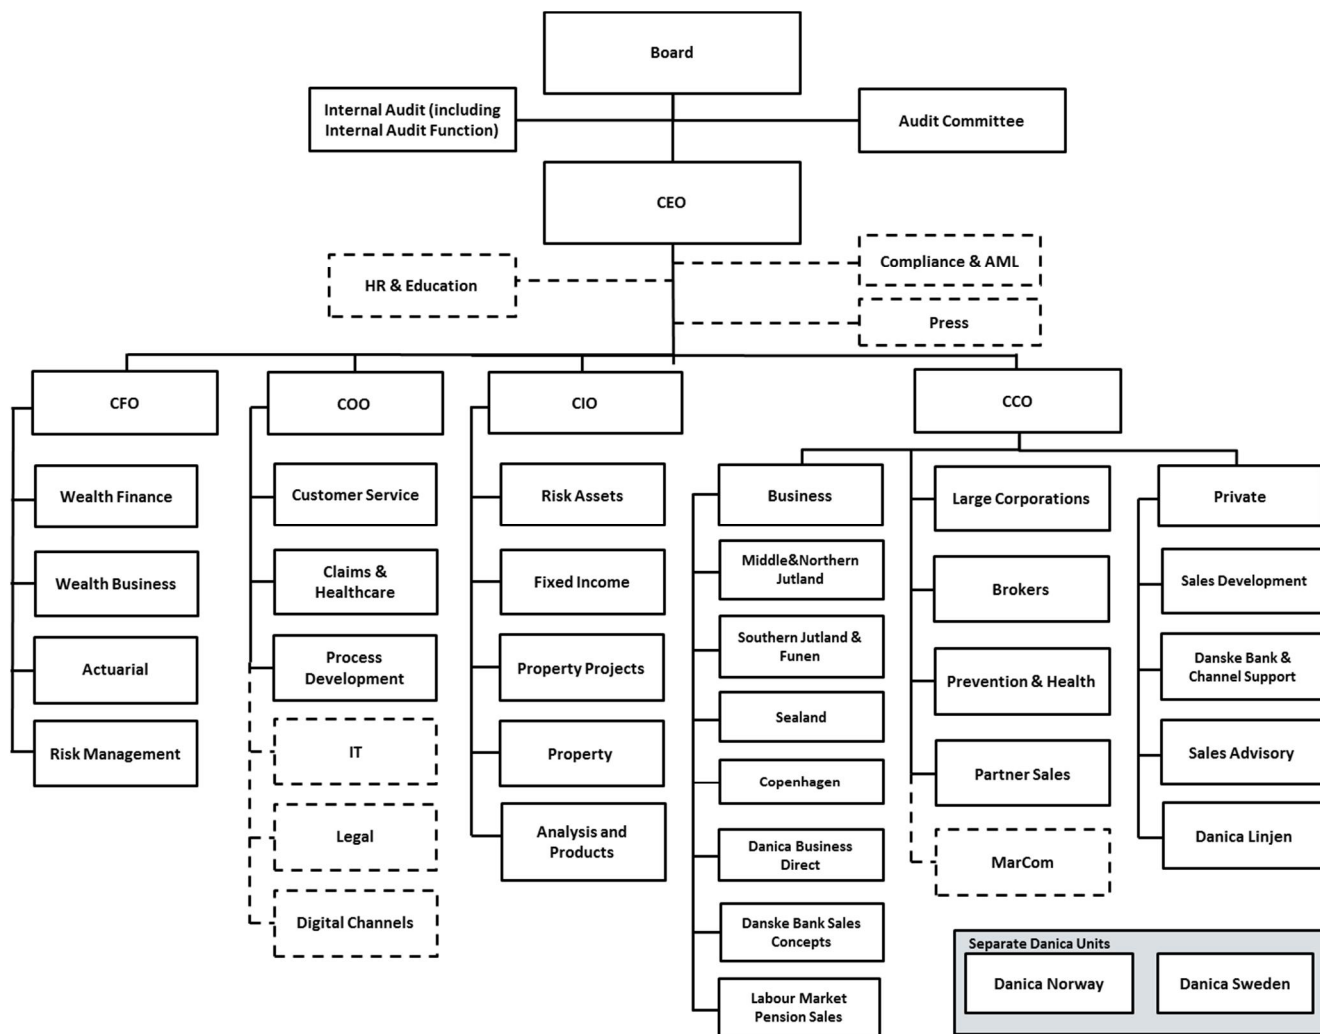 Board
Internal Audit (including
Internal Audit Function)
Audit Committee
CEO
HR & Education
Compliance & AML
Press
CFO
Wealth Finance
Wealth Business
Actuarial
Risk Management
COO
Customer Service
Claims &
Healthcare
Process
Development
IT
Legal
Digital Channels
CIO
Risk Assets
Fixed Income
Property Projects
Property
Analysis and
Products
CCO
Business
Middle&Northern
Jutland
Southern Jutland &
Funen
Sealand
Copenhagen
Danica Business
Direct
Danske Bank Sales
Concepts
Labour Market
Pension Sales
Large Corporations
Brokers
Prevention & Health
Partner Sales
MarCom
Private
Sales Development
Danske Bank &
Channel Support
Sales Advisory
Danica Linjen
Separate Danica Units
Danica Norway
Danica Sweden